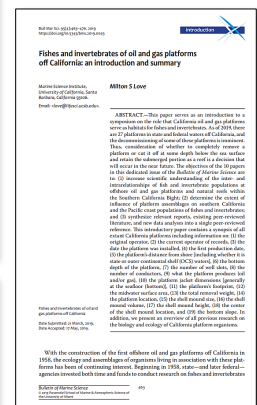 Bull Mar Sci. 95(4):463–476. 2019
https://doi.org/10.5343/bms.2019.0025
introduction
Fishes and invertebrates of oil and gas platforms
off California: an introduction and summary
Marine Science Institute,
University of California, Santa
Barbara, California 93106.
Milton S Love
ABSTRACT.—This paper serves as an introduction to a
symposium on the role that California oil and gas platforms
serve as habitats for fishes and invertebrates. As of 2019, there
are 27 platforms in state and federal waters off California, and
the decommissioning of some of these platforms is imminent.
Thus, consideration of whether to completely remove a
platform or cut it off at some depth below the sea surface
and retain the submerged portion as a reef is a decision that
will occur in the near future. The objectives of the 10 papers
in this dedicated issue of the Bulletin of Marine Science are
to: (1) increase scientific understanding of the inter- and
intrarelationships of fish and invertebrate populations at
offshore oil and gas platforms and natural reefs within
the Southern California Bight; (2) determine the extent of
influence of platform assemblages on southern California
and the Pacific coast populations of fishes and invertebrates;
and (3) synthesize relevant reports, existing peer-reviewed
literature, and new data analyses into a single peer-reviewed
reference. This introductory paper contains a synopsis of all
extant California platforms including information on: (1) the
original operator, (2) the current operator of records, (3) the
date the platform was installed, (4) the first production date,
(5) the platform's distance from shore [including whether it is
state or outer continental shelf (OCS) waters], (6) the bottom
depth of the platform, (7) the number of well slots, (8) the
number of conductors, (9) what the platform produces (oil
and/or gas), (10) the platform jacket dimensions [generally
at the seafloor (bottom)], (11) the platform's footprint, (12)
the midwater surface area, (13) the total removal weight, (14)
the platform location, (15) the shell mound size, (16) the shell
mound volume, (17) the shell mound height, (18) the center
of the shell mound location, and (19) the bottom slope. In
addition, we present an overview of all previous research on
the biology and ecology of California platform organisms.
Fishes and invertebrates of oil and
gas platforms off California
Date Submitted: 21 March, 2019.
Date Accepted: 17 May, 2019.
With the construction of the first offshore oil and gas platforms off California in
1958, the ecology and assemblages of organisms living in association with these plat-
forms has been of continuing interest. Beginning in 1958, state—and later federal—
agencies invested both time and funds to conduct research on fishes and invertebrates
Bulletin of Marine Science
© 2019 Rosenstiel School of Marine & Atmospheric Science of
the University of Miami
463